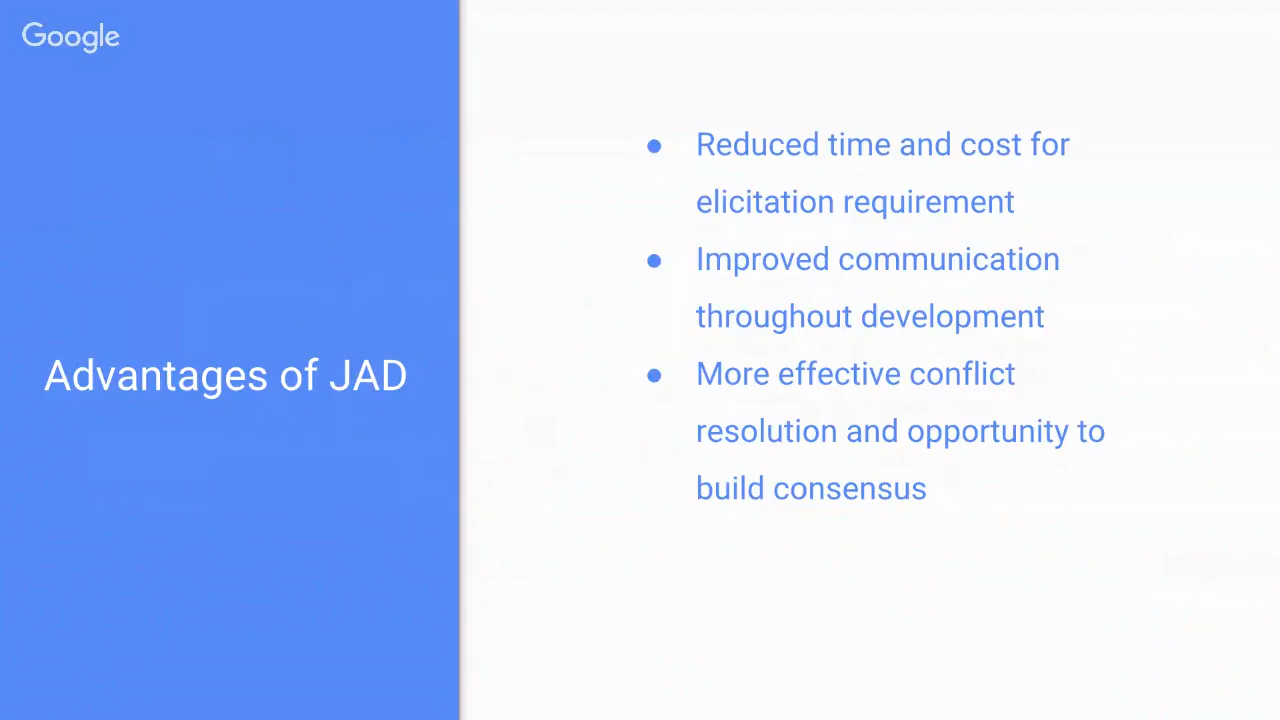 Google
Advantages of JAD
● Reduced time and cost for
elicitation requirement
● Improved communication
throughout development
● More effective conflict
resolution and opportunity to
build consensus